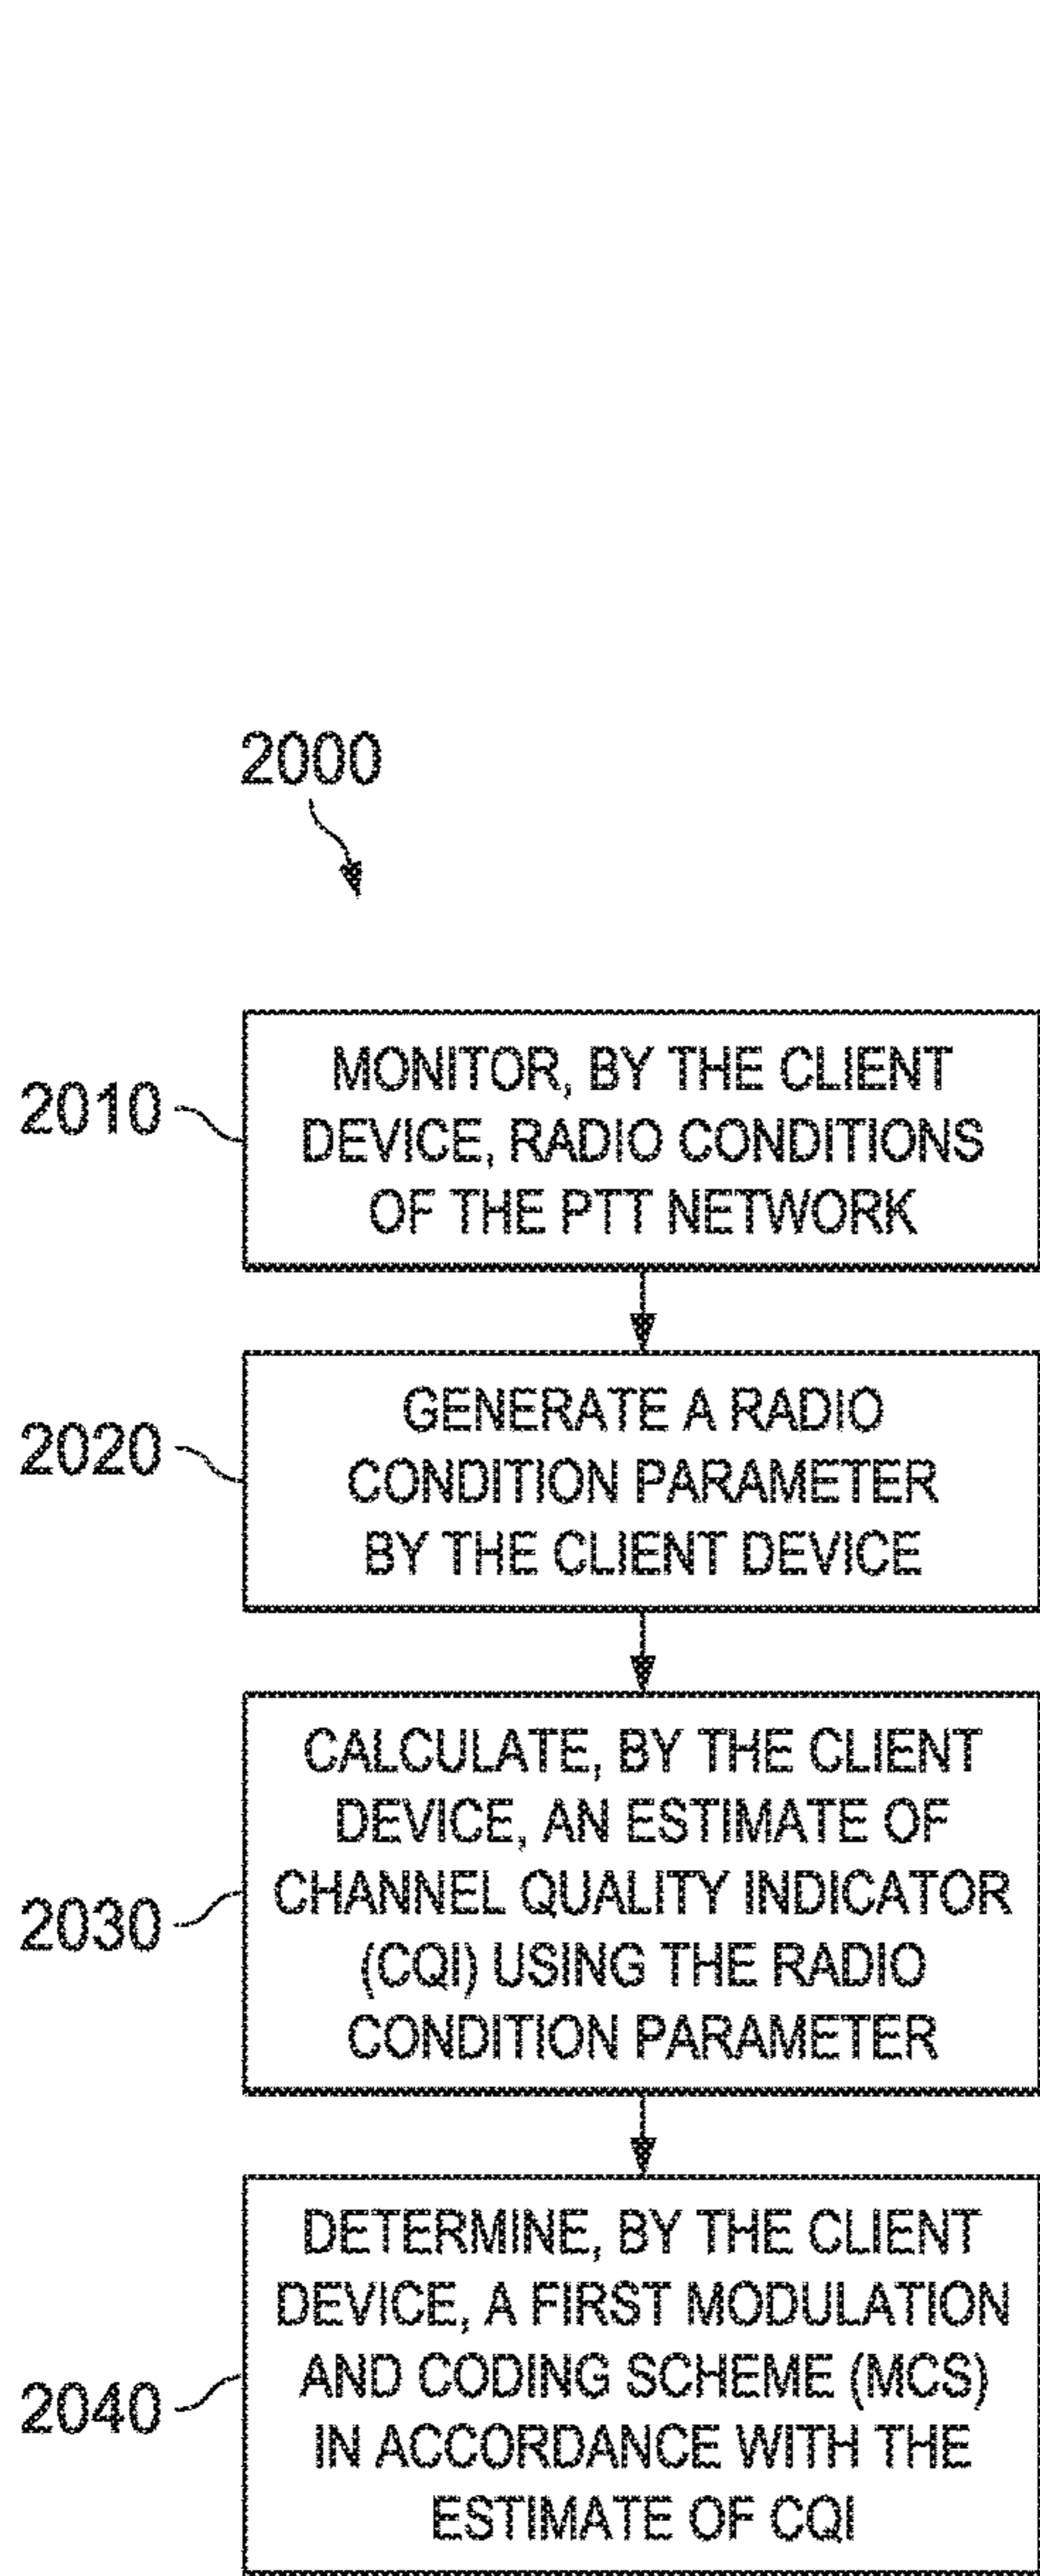 2000
2010
MONITOR, BY THE CLIENT
DEVICE, RADIO CONDITIONS
OF THE PTT NETWORK
2020
GENERATE A RADIO
CONDITION PARAMETER
BY THE CLIENT DEVICE
2030
CALCULATE, BY THE CLIENT
DEVICE, AN ESTIMATE OF
CHANNEL QUALITY INDICATOR
(CQI) USING THE RADIO
CONDITION PARAMETER
2040
DETERMINE, BY THE CLIENT
DEVICE, A FIRST MODULATION
AND CODING SCHEME (MCS)
IN ACCORDANCE WITH THE
ESTIMATE OF CQI